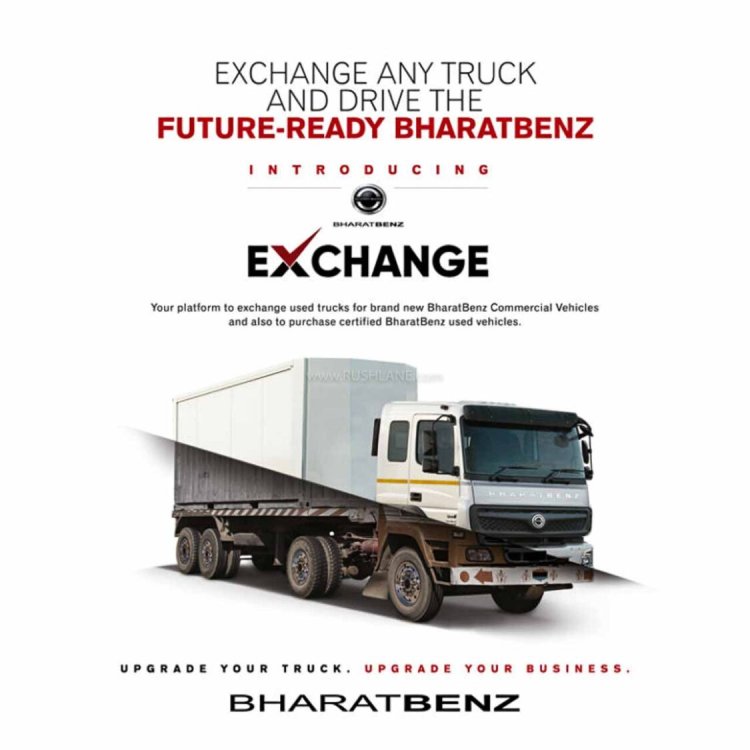 EXCHANGE ANY TRUCK
AND DRIVE THE
FUTURE-READY BHARATBENZ
INTRODUCING
BHARATBENZ
EXCHANGE
Your platform to exchange used trucks for brand new BharatBenz Commercial Vehicles
and also to purchase certified BharatBenz used vehicles.
www.RUSHLANE.com
BHARATBENZ
UPGRADE YOUR TRUCK. UPGRADE YOUR BUSINESS.
BHARATBENZ